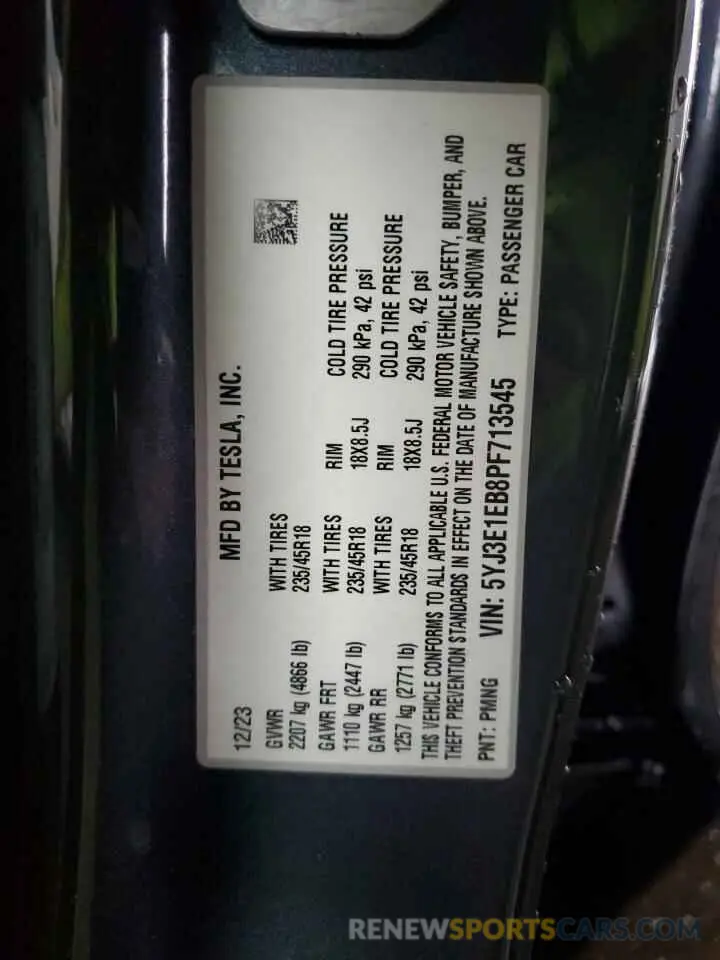 MFD BY TESLA, INC.
12/23
GVWR WITH TIRES
2207 kg (4866 lb) 235/45R18
GAWR FRT WITH TIRES RIM COLD TIRE PRESSURE
1110 kg (2447 lb) 235/45R18 18X8.5J 290 kPa, 42 psi
GAWR RR WITH TIRES RIM COLD TIRE PRESSURE
1257 kg (2771 lb) 235/45R18 18X8.5J 290 kPa, 42 psi
THIS VEHICLE CONFORMS TO ALL APPLICABLE U.S. FEDERAL MOTOR VEHICLE SAFETY, BUMPER, AND
THEFT PREVENTION STANDARDS IN EFFECT ON THE DATE OF MANUFACTURE SHOWN ABOVE.
PNT: PMNG VIN: 5YJ3E1EB8PF713545 TYPE: PASSENGER CAR
RENEWSPORTSCARS.COM